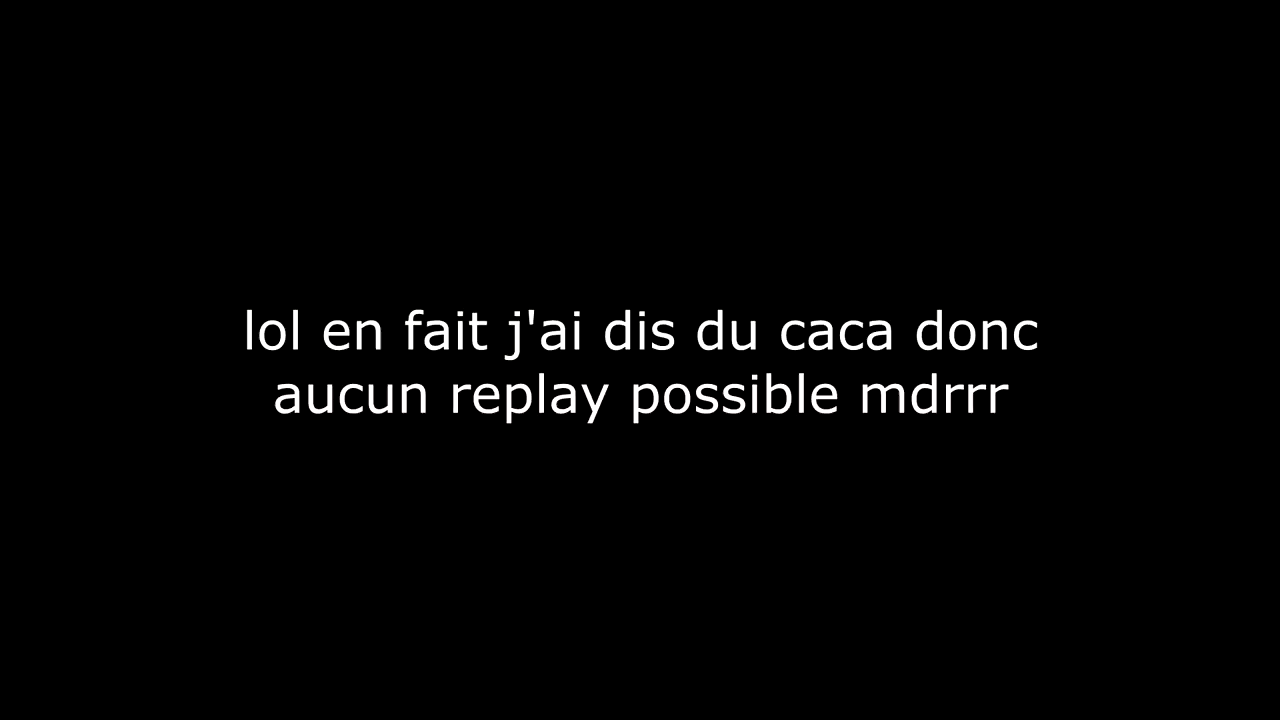 lol en fait j'ai dis du caca donc
aucun replay possible mdrrr